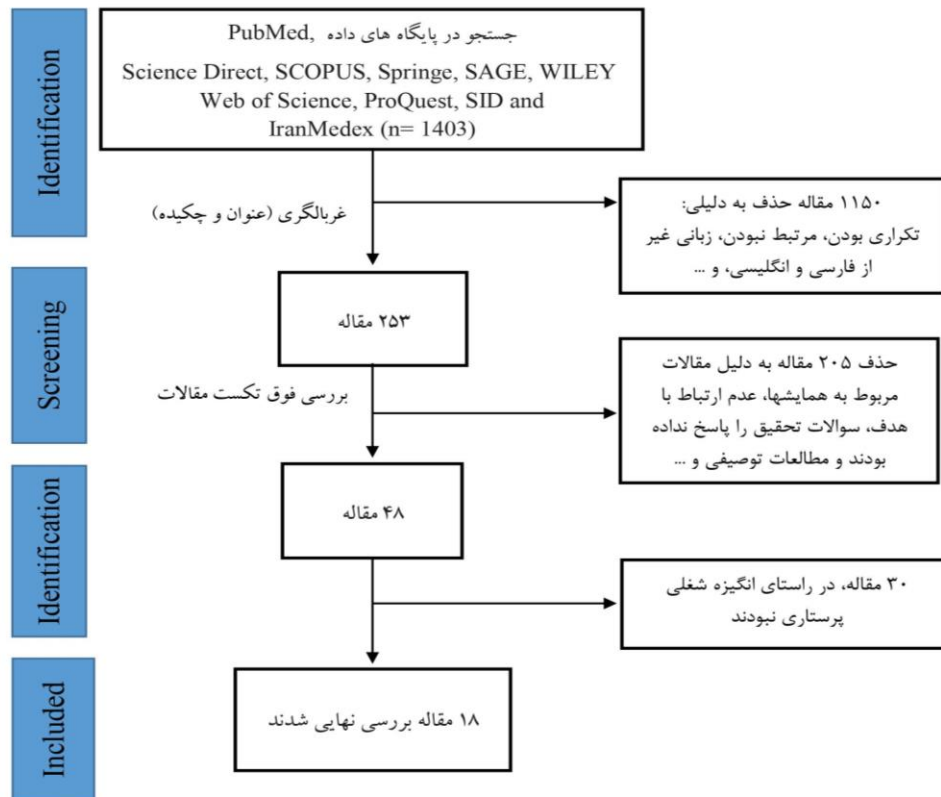 Identification
جستجو در پایگاه های داده PubMed,
Science Direct, SCOPUS, Springe, SAGE, WILEY
Web of Science, ProQuest, SID and
IranMedex (n= 1403)
غربالگری (عنوان و چکیده)
۱۱۵۰ مقاله حذف به دلیلی:
تکراری بودن، مرتبط نبودن، زبانی غیر
از فارسی و انگلیسی، و ...
Screening
۲۵۳ مقاله
بررسی فوق تکست مقالات
حذف ۲۰۵ مقاله به دلیل مقالات
مربوط به همایشها، عدم ارتباط با
هدف، سوالات تحقیق را پاسخ نداده
بودند و مطالعات توصیفی و ...
Identification
۴۸ مقاله
۳۰ مقاله، در راستای انگیزه شغلی
پرستاری نبودند
Included
۱۸ مقاله بررسی نهایی شدند